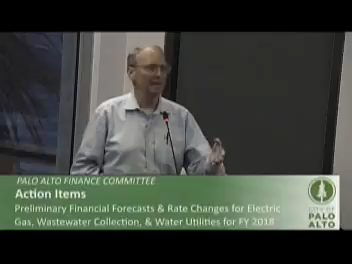 PALO ALTO FINANCE COMMITTEE
Action Items
Preliminary Financial Forecasts & Rate Changes for Electric
Gas, Wastewater Collection, & Water Utilities for FY 2018
CITY OF
PALO
ALTO